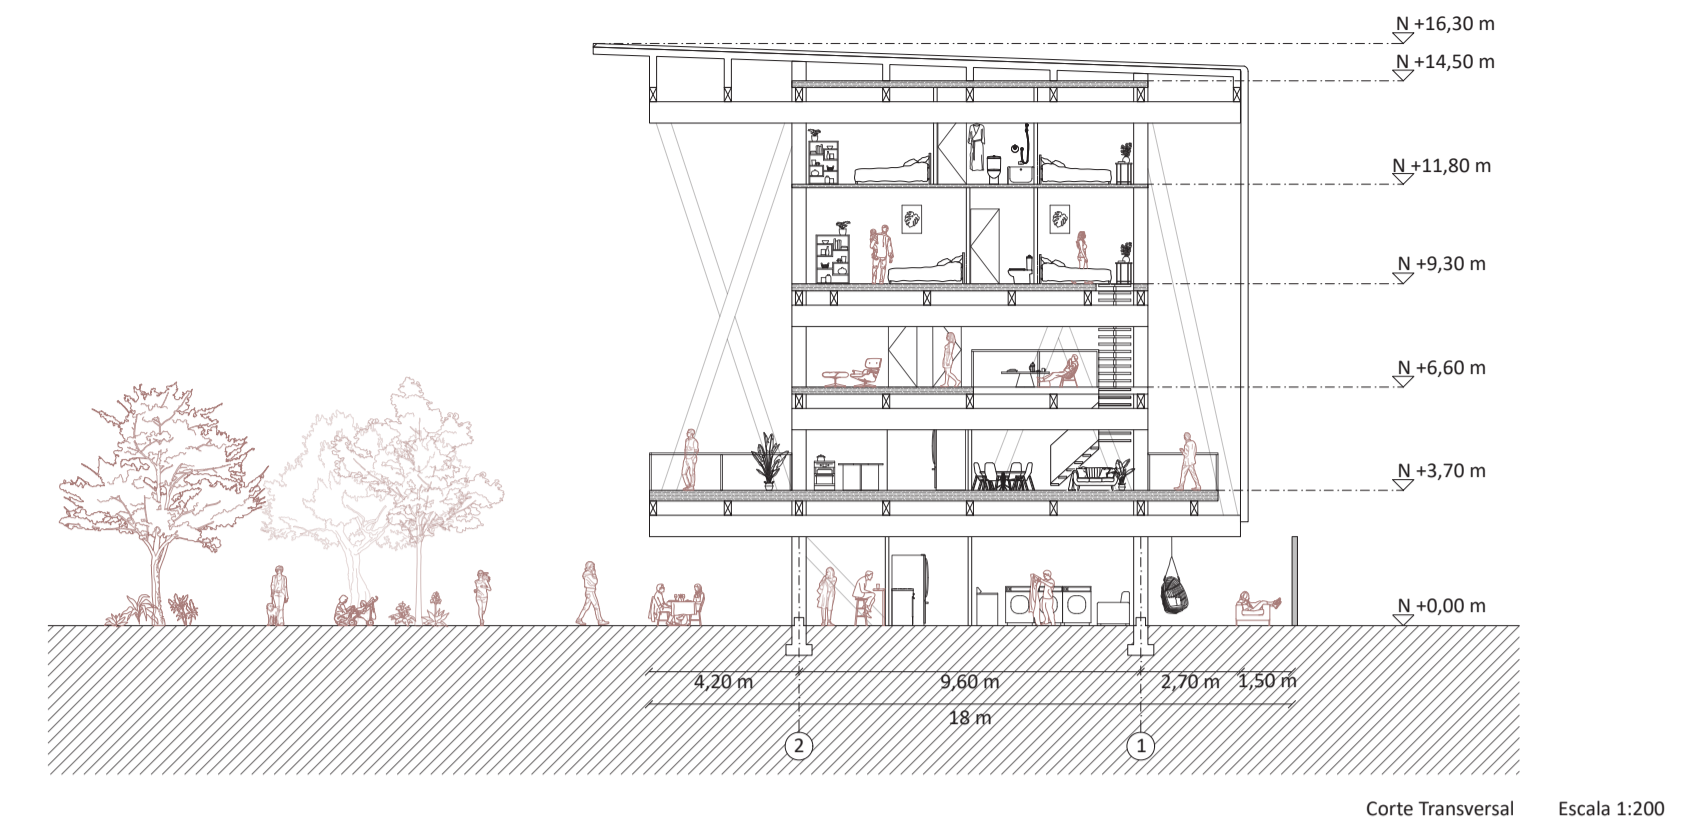 N +16,30 m
N +14,50 m
N +11,80 m
N +9,30 m
N +6,60 m
N +3,70 m
N +0,00 m
4,20 m 9,60 m 2,70 m 1,50 m
18 m
2 1
Corte Transversal Escala 1:200